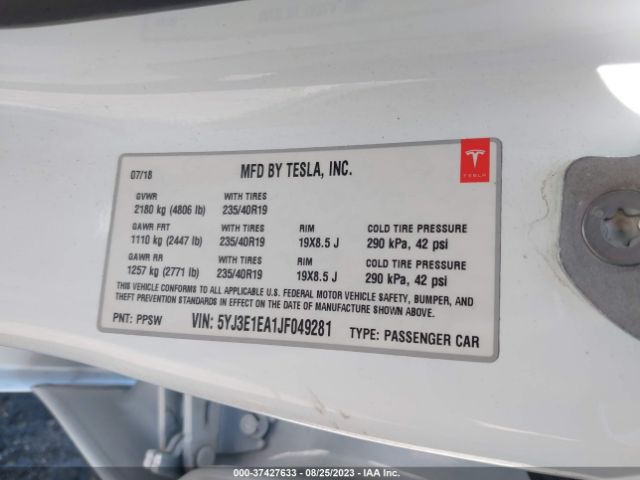 07/18 MFD BY TESLA, INC.
TESLA
GVWR WITH TIRES
2180 kg (4806 lb) 235/40R19
GAWR FRT WITH TIRES RIM COLD TIRE PRESSURE
1110 kg (2447 lb) 235/40R19 19X8.5 J 290 kPa, 42 psi
GAWR RR WITH TIRES RIM COLD TIRE PRESSURE
1257 kg (2771 lb) 235/40R19 19X8.5 J 290 kPa, 42 psi
THIS VEHICLE CONFORMS TO ALL APPLICABLE U.S. FEDERAL MOTOR VEHICLE SAFETY, BUMPER, AND
THEFT PREVENTION STANDARDS IN EFFECT ON THE DATE OF MANUFACTURE SHOWN ABOVE.
PNT: PPSW VIN: 5YJ3E1EA1JF049281 TYPE: PASSENGER CAR
000-37427633 - 08/25/2023 - IAA Inc.